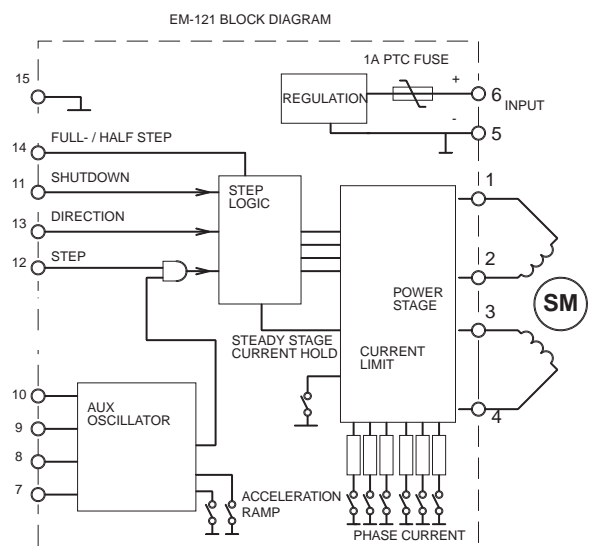 EM-121 BLOCK DIAGRAM
1A PTC FUSE
15
REGULATION
+
6
INPUT
-
5
14
FULL- / HALF STEP
11
SHUTDOWN
STEP
LOGIC
1
13
DIRECTION
12
STEP
2
POWER
STAGE
SM
3
STEADY STAGE
CURRENT HOLD
CURRENT
LIMIT
10
AUX
OSCILLATOR
4
9
8
7
ACCELERATION
RAMP
PHASE CURRENT